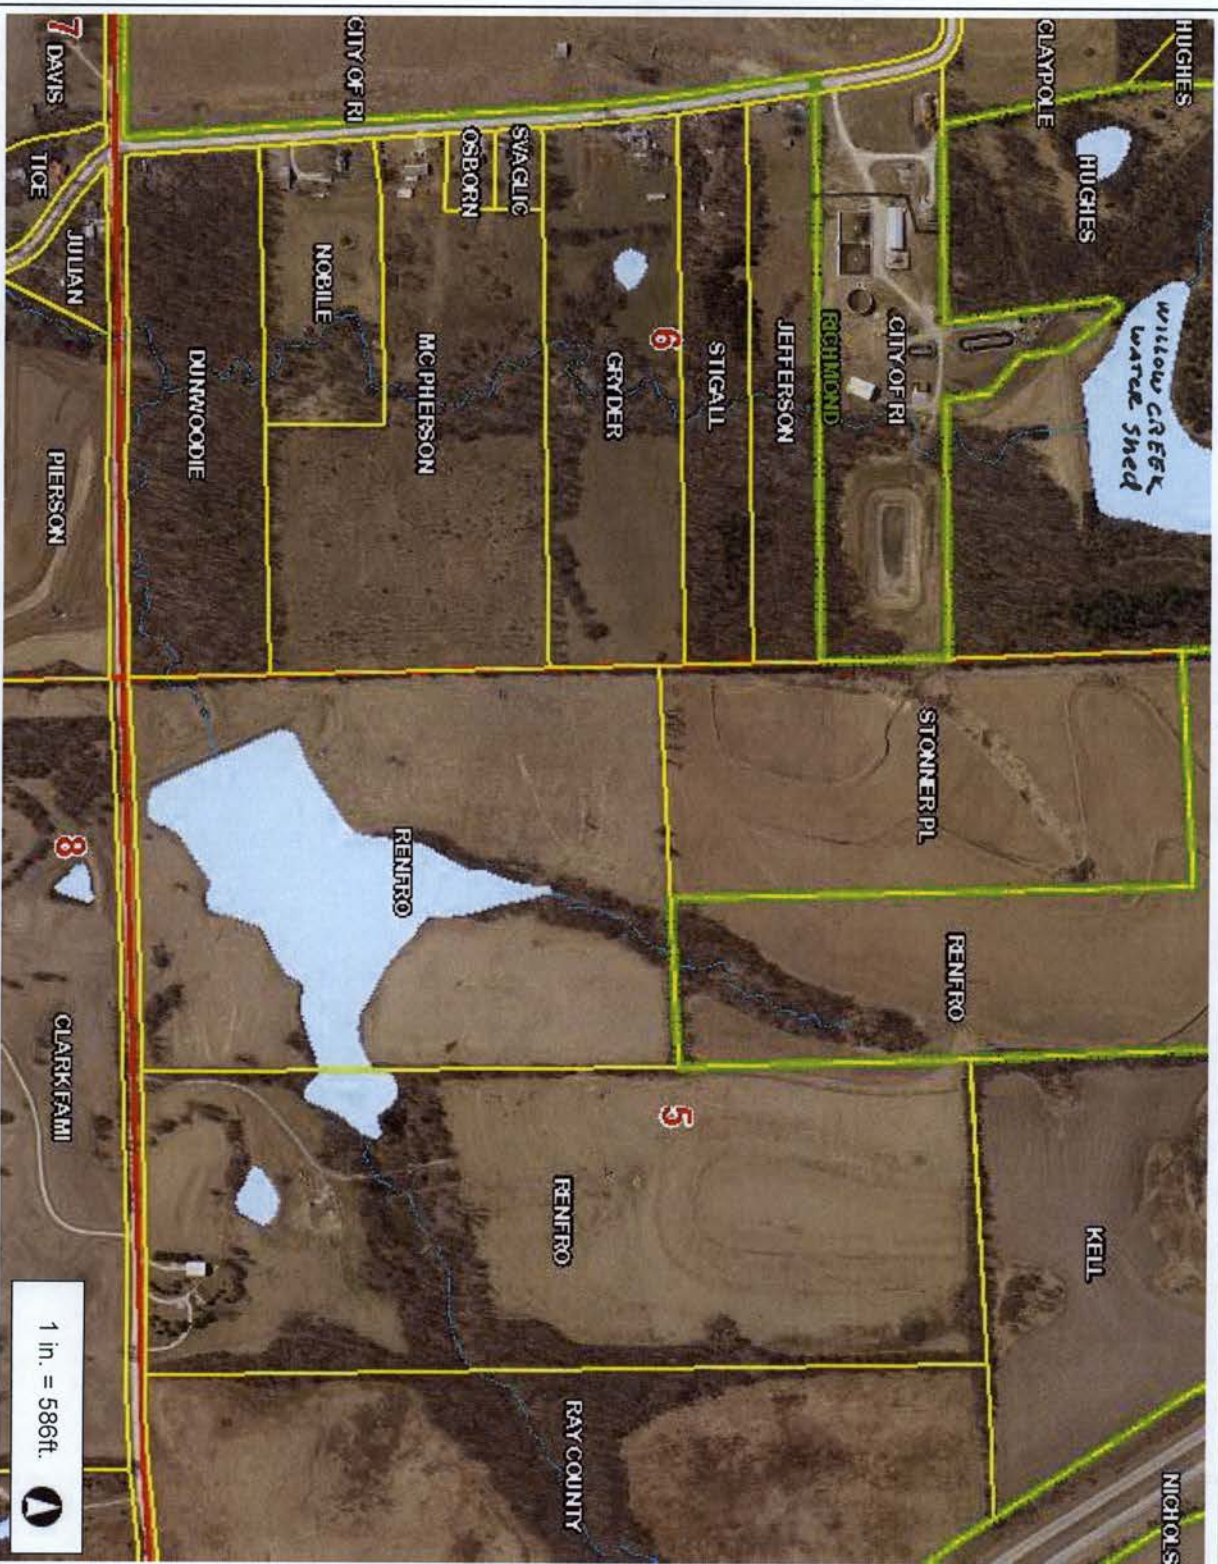 HUGHES
NICHOLS
WILLOW CREEK
WATER SHED
KELL
HUGHES
CLAYPOLE
RENFRO
STONNER PL
CITY OF RI
RICHMOND
JEFFERSON
STIGALL
5
6
GRYDER
RAY COUNTY
RENFRO
SVAGLIC
OSBORN
MC PHERSON
RENFRO
CITY OF RI
NOBILE
DUNWOODIE
JULIAN
7
8
CLARK FAMI
DAVIS
PIERSON
TICE
1 in. = 586ft.